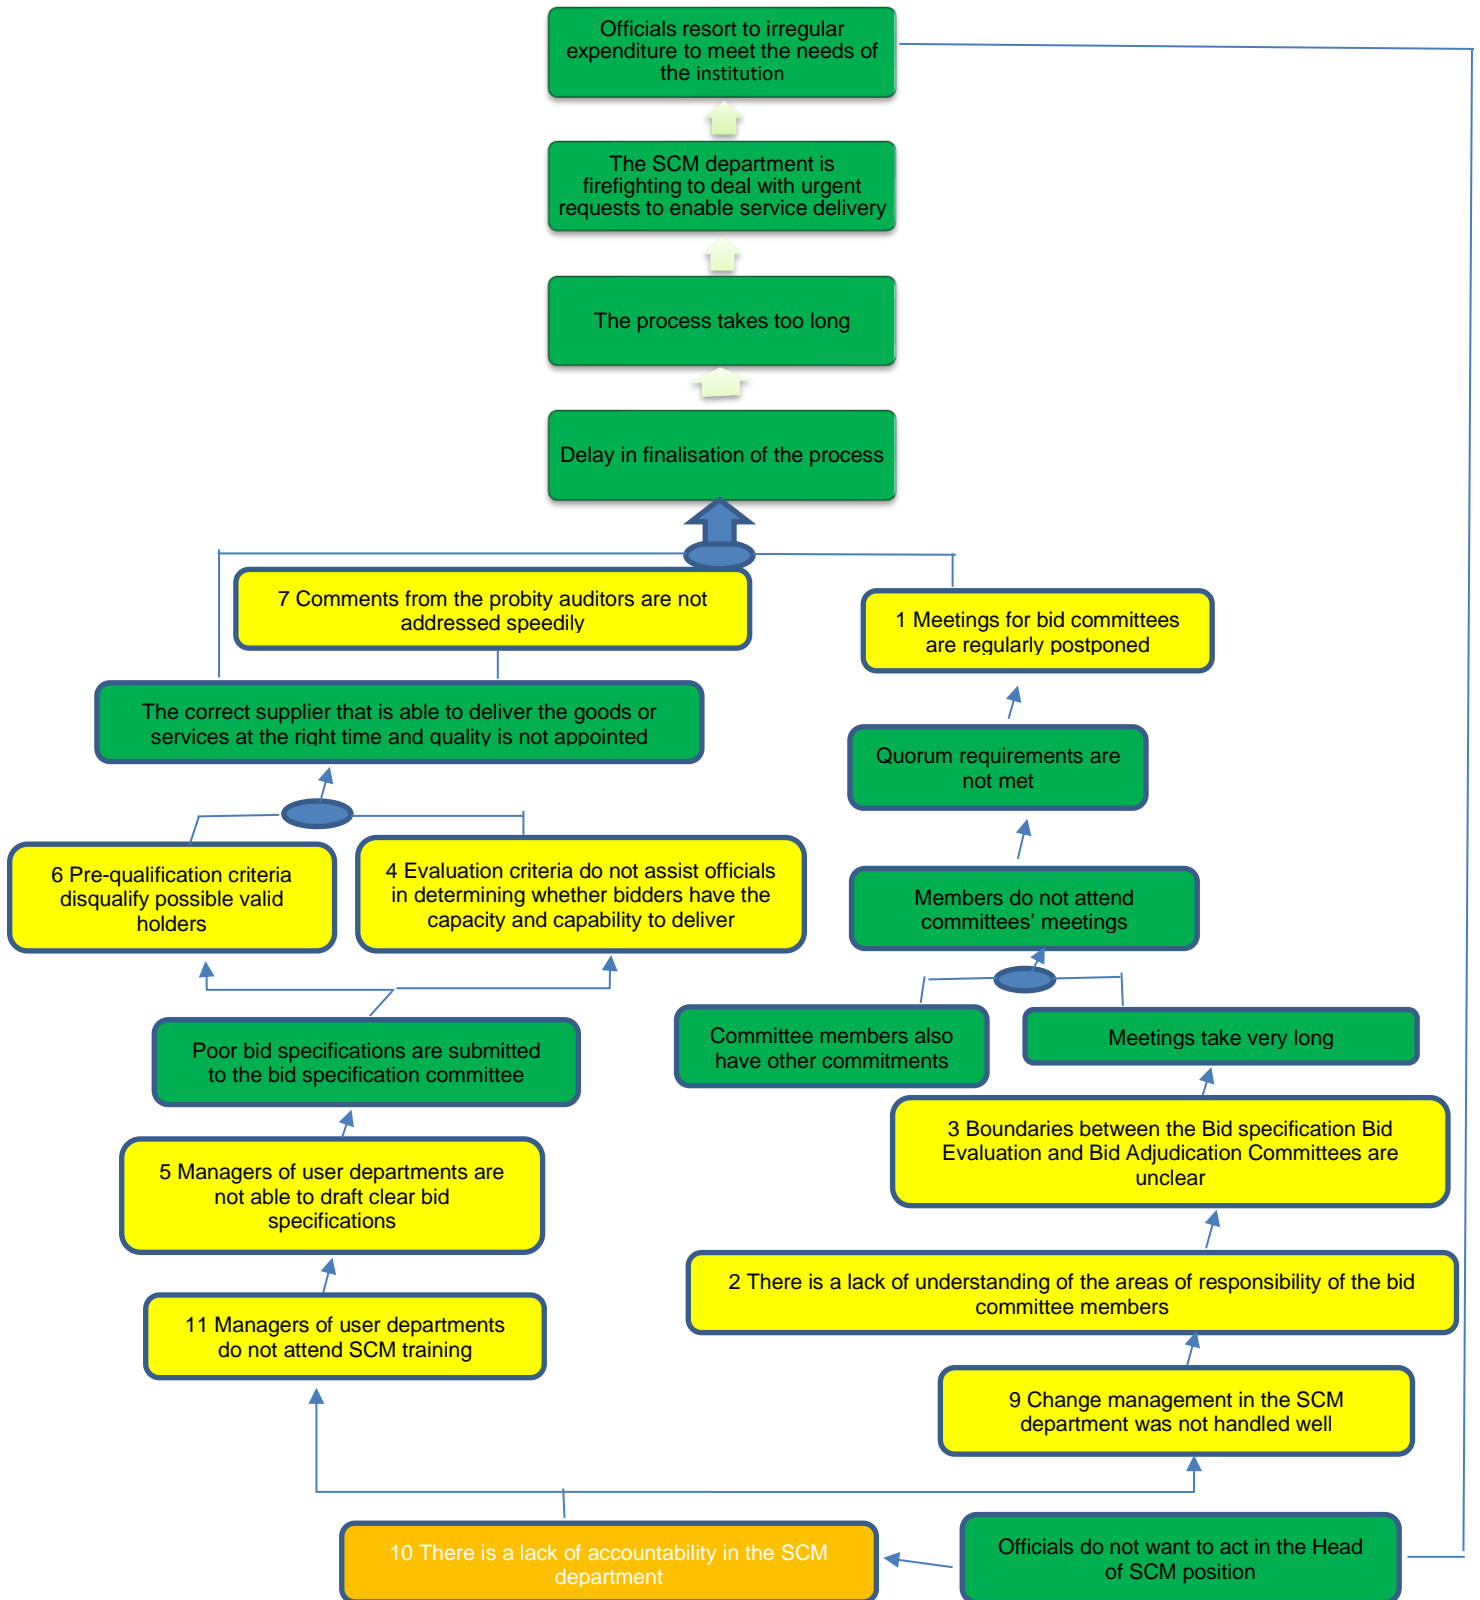 Officials resort to irregular
expenditure to meet the needs of
the institution
The SCM department is
firefighting to deal with urgent
requests to enable service delivery
The process takes too long
Delay in finalisation of the process
7 Comments from the probity auditors are not
addressed speedily
1 Meetings for bid committees
are regularly postponed
The correct supplier that is able to deliver the goods or
services at the right time and quality is not appointed
Quorum requirements are
not met
6 Pre-qualification criteria
disqualify possible valid
holders
4 Evaluation criteria do not assist officials
in determining whether bidders have the
capacity and capability to deliver
Members do not attend
committees’ meetings
Poor bid specifications are submitted
to the bid specification committee
Committee members also
have other commitments
Meetings take very long
5 Managers of user departments are
not able to draft clear bid
specifications
3 Boundaries between the Bid specification Bid
Evaluation and Bid Adjudication Committees are
unclear
11 Managers of user departments
do not attend SCM training
2 There is a lack of understanding of the areas of responsibility of the bid
committee members
9 Change management in the SCM
department was not handled well
10 There is a lack of accountability in the SCM
department
Officials do not want to act in the Head
of SCM position